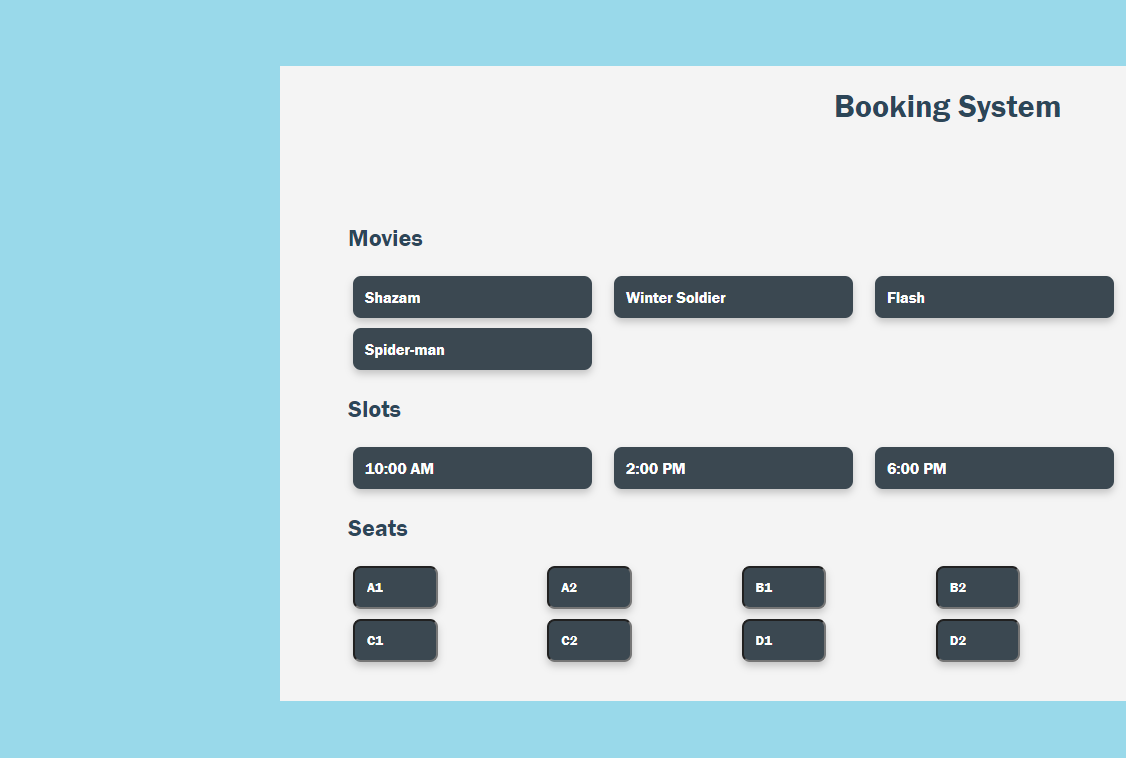 Booking System
Movies
Shazam Winter Soldier Flash
Spider-man
Slots
10:00 AM 2:00 PM 6:00 PM
Seats
A1 A2 B1 B2
C1 C2 D1 D2